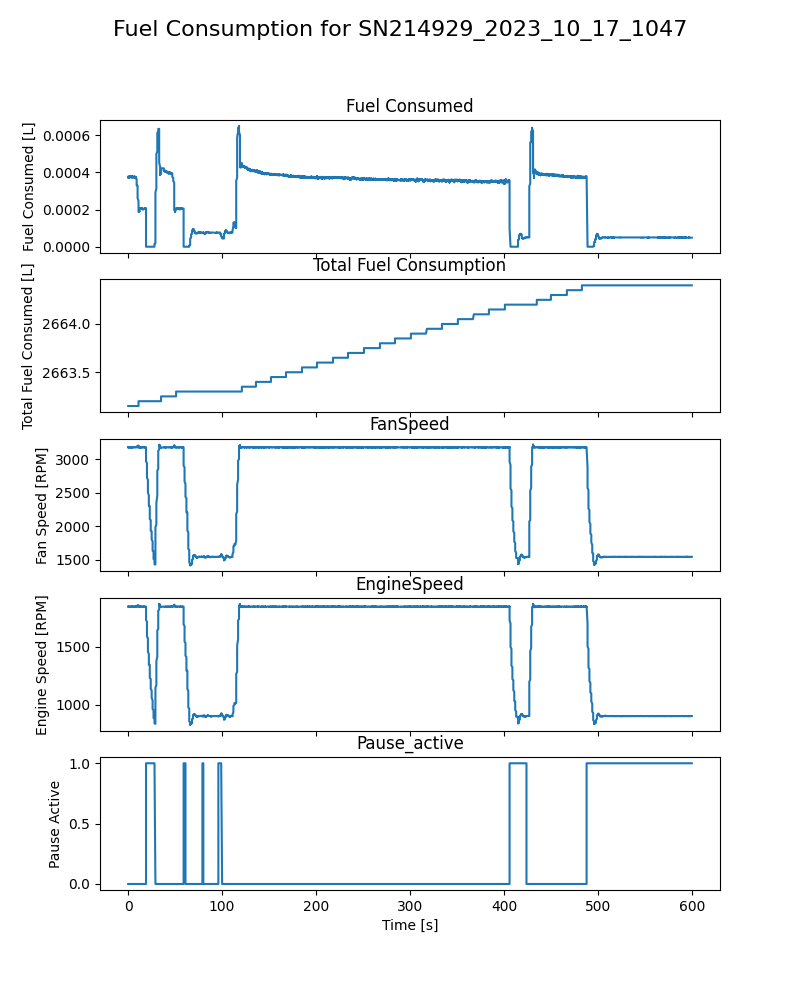 Fuel Consumption for SN214929_2023_10_17_1047
Fuel Consumed
Fuel Consumed [L]
0.0006
0.0004
0.0002
0.0000
Total Fuel Consumption
Total Fuel Consumed [L]
2664.0
2663.5
FanSpeed
Fan Speed [RPM]
3000
2500
2000
1500
EngineSpeed
Engine Speed [RPM]
1500
1000
Pause_active
Pause Active
1.0
0.5
0.0
0 100 200 300 400 500 600
Time [s]